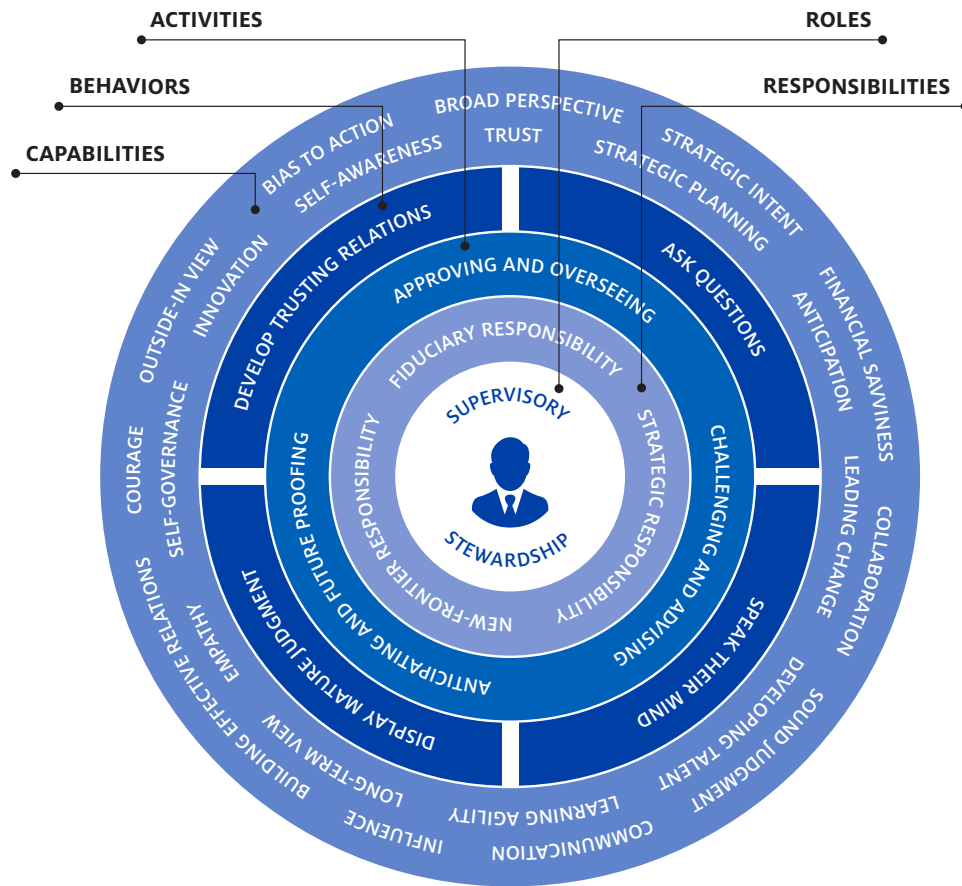 ACTIVITIES
ROLES
BEHAVIORS
RESPONSIBILITIES
CAPABILITIES
BROAD PERSPECTIVE
TRUST
STRATEGIC INTENT
STRATEGIC PLANNING
FINANCIAL SAVVINESS
ANTICIPATION
COLLABORATION
LEADING CHANGE
SOUND JUDGMENT
DEVELOPING TALENT
COMMUNICATION
LEARNING AGILITY
INFLUENCE
LONG-TERM VIEW
BUILDING EFFECTIVE RELATIONS
EMPATHY
COURAGE
SELF-GOVERNANCE
OUTSIDE-IN VIEW
INNOVATION
BIAS TO ACTION
SELF-AWARENESS
DEVELOP TRUSTING RELATIONS
ASK QUESTIONS
SPEAK THEIR MIND
DISPLAY MATURE JUDGMENT
APPROVING AND OVERSEEING
CHALLENGING AND ADVISING
ANTICIPATING AND FUTURE PROOFING
FIDUCIARY RESPONSIBILITY
STRATEGIC RESPONSIBILITY
NEW-FRONTIER RESPONSIBILITY
SUPERVISORY
STEWARDSHIP